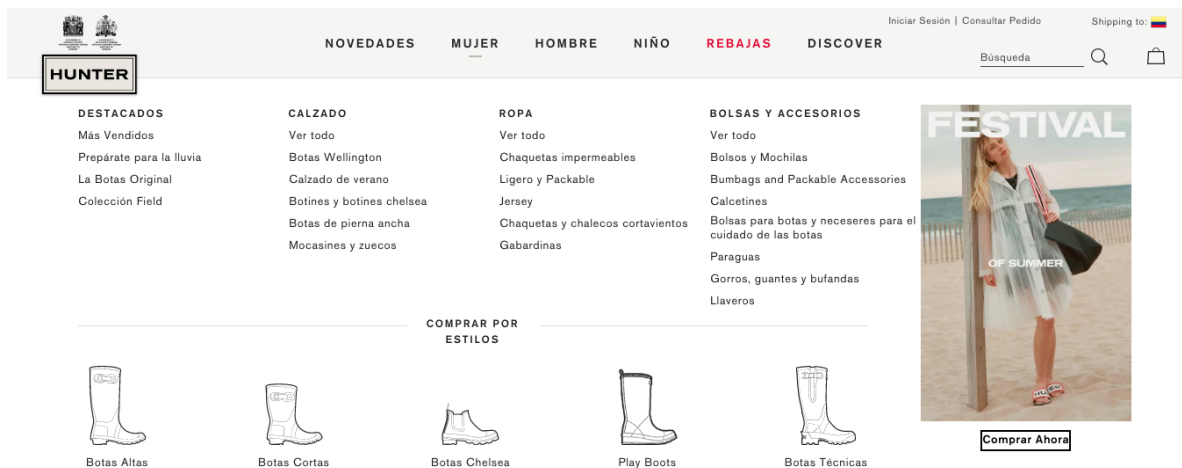 Iniciar Sesión | Consultar Pedido
Shipping to:
HUNTER
NOVEDADES
MUJER
HOMBRE
NIÑO
REBAJAS
DISCOVER
Búsqueda
DESTACADOS
Más Vendidos
Prepárate para la lluvia
La Botas Original
Colección Field
CALZADO
Ver todo
Botas Wellington
Calzado de verano
Botines y botines chelsea
Botas de pierna ancha
Mocasines y zuecos
ROPA
Ver todo
Chaquetas impermeables
Ligero y Packable
Jersey
Chaquetas y chalecos cortavientos
Gabardinas
BOLSAS Y ACCESORIOS
Ver todo
Bolsos y Mochilas
Bumbags and Packable Accessories
Calcetines
Bolsas para botas y neceseres para el
cuidado de las botas
Paraguas
Gorros, guantes y bufandas
Llaveros
FESTIVAL
OF SUMMER
Comprar Ahora
COMPRAR POR
ESTILOS
Botas Altas
Botas Cortas
Botas Chelsea
Play Boots
Botas Técnicas